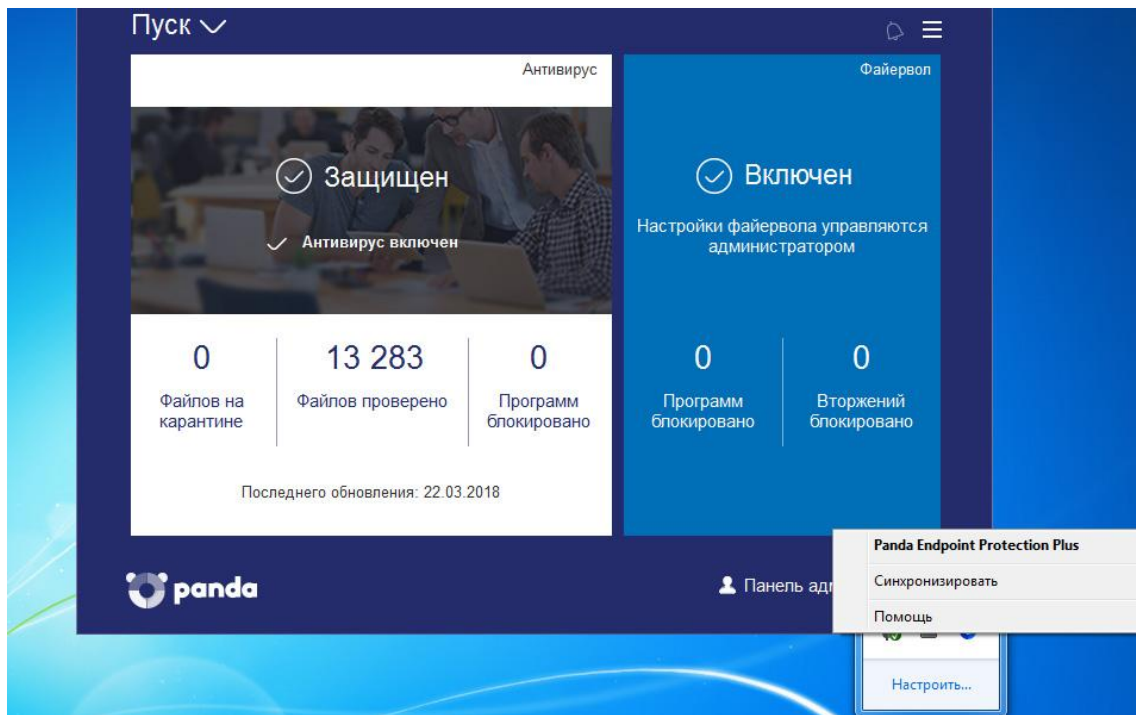 Пуск
Антивирус
Защищен
Антивирус включен
0
Файлов на
карантине
13 283
Файлов проверено
0
Программ
блокировано
Последнего обновления: 22.03.2018
Файервол
Включен
Настройки файервола управляются
администратором
0
Программ
блокировано
0
Вторжений
блокировано
panda
Панель
Panda Endpoint Protection Plus
Синхронизировать
Помощь
Настроить...